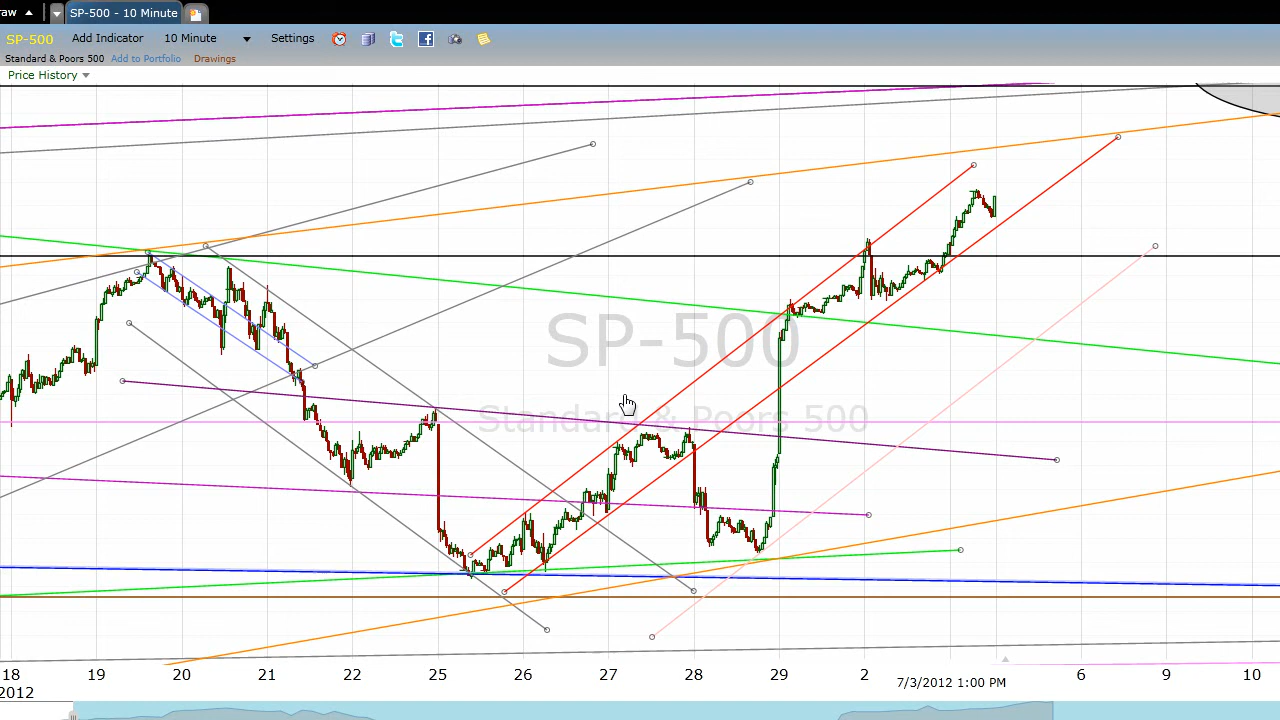 aw
SP-500 - 10 Minute
SP-500 Add Indicator 10 Minute Settings
Standard & Poors 500 Add to Portfolio Drawings
Price History
SP-500
Standard & Poors 500
18 19 20 21 22 25 26 27 28 29 2 7/3/2012 1:00 PM 6 9 10
2012